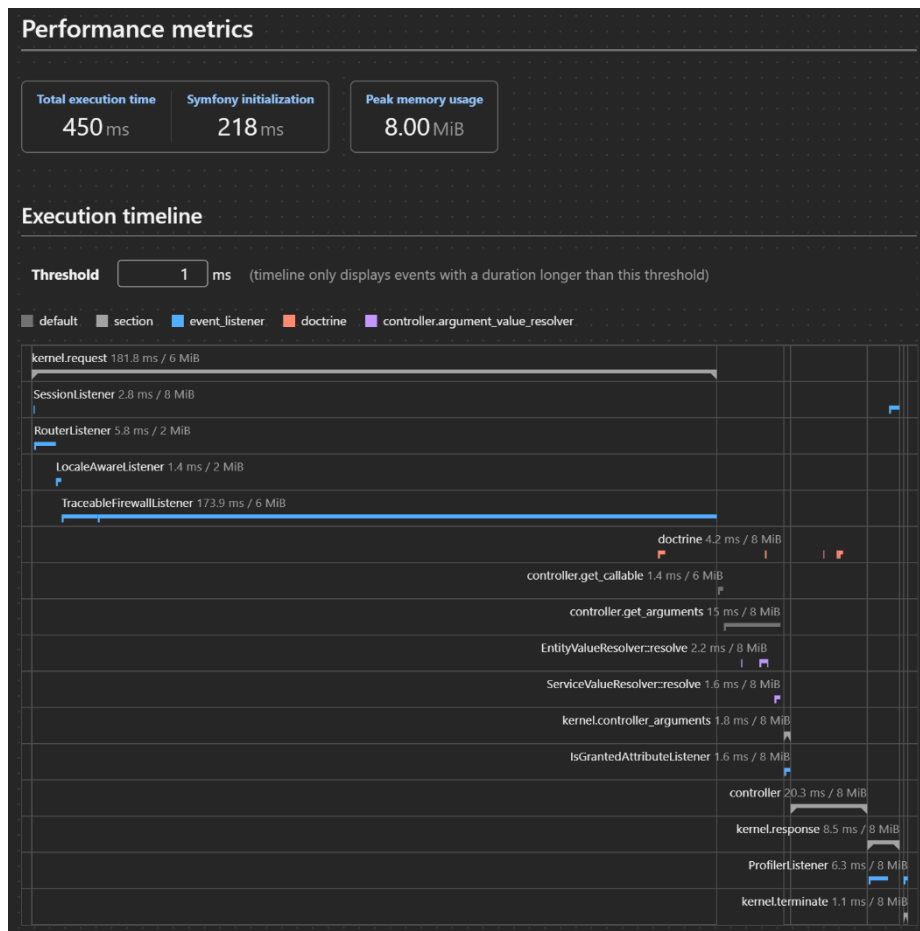 Performance metrics
Total execution time Symfony initialization Peak memory usage
450 ms 218 ms 8.00 MiB
Execution timeline
Threshold 1 ms (timeline only displays events with a duration longer than this threshold)
default section event_listener doctrine controller.argument_value_resolver
kernel.request 181.8 ms / 6 MiB
SessionListener 2.8 ms / 8 MiB
RouterListener 5.8 ms / 2 MiB
LocaleAwareListener 1.4 ms / 2 MiB
TraceableFirewallListener 173.9 ms / 6 MiB
doctrine 4.2 ms / 8 MiB
controller.get_callable 1.4 ms / 6 MiB
controller.get_arguments 15 ms / 8 MiB
EntityValueResolver::resolve 2.2 ms / 8 MiB
ServiceValueResolver::resolve 1.6 ms / 8 MiB
kernel.controller_arguments 1.8 ms / 8 MiB
IsGrantedAttributeListener 1.6 ms / 8 MiB
controller 20.3 ms / 8 MiB
kernel.response 8.5 ms / 8 MiB
ProfilerListener 6.3 ms / 8 MiB
kernel.terminate 1.1 ms / 8 MiB